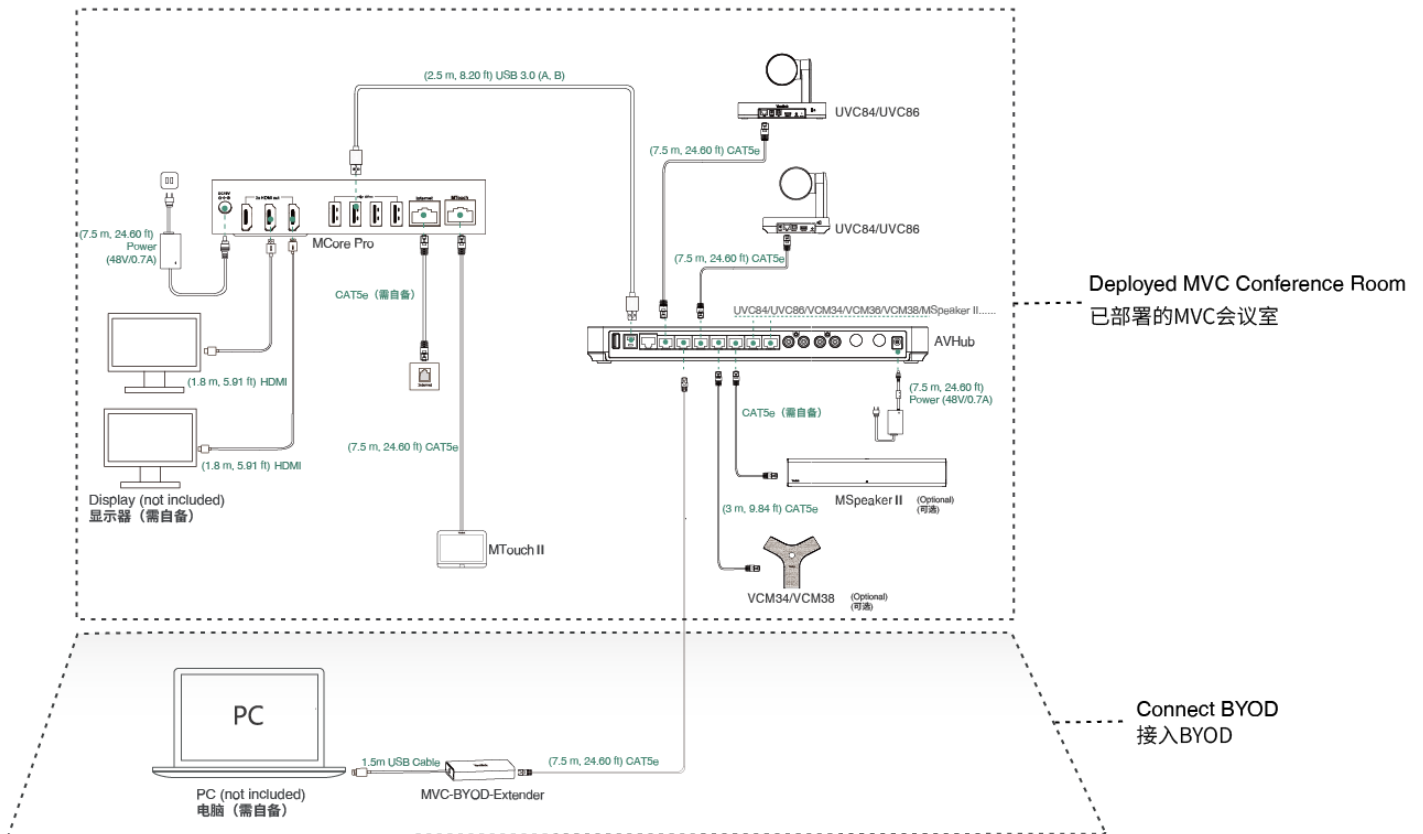 (2.5 m, 8.20 ft) USB 3.0 (A, B)
UVC84/UVC86
(7.5 m, 24.60 ft) CAT5e
UVC84/UVC86
(7.5 m, 24.60 ft) CAT5e
DC48V
2x HDMI out
Internet
MTouch
MCore Pro
(7.5 m, 24.60 ft)
Power
(48V/0.7A)
CAT5e（需自备）
Internet
UVC84/UVC86/VCM34/VCM36/VCM38/MSpeaker II......
AVHub
Deployed MVC Conference Room
已部署的MVC会议室
(1.8 m, 5.91 ft) HDMI
(1.8 m, 5.91 ft) HDMI
(7.5 m, 24.60 ft) CAT5e
(7.5 m, 24.60 ft)
Power (48V/0.7A)
CAT5e（需自备）
Display (not included)
显示器（需自备）
MTouch II
MSpeaker II
(Optional)
(可选)
(3 m, 9.84 ft) CAT5e
VCM34/VCM38
(Optional)
(可选)
PC
1.5m USB Cable
(7.5 m, 24.60 ft) CAT5e
MVC-BYOD-Extender
PC (not included)
电脑（需自备）
Connect BYOD
接入BYOD